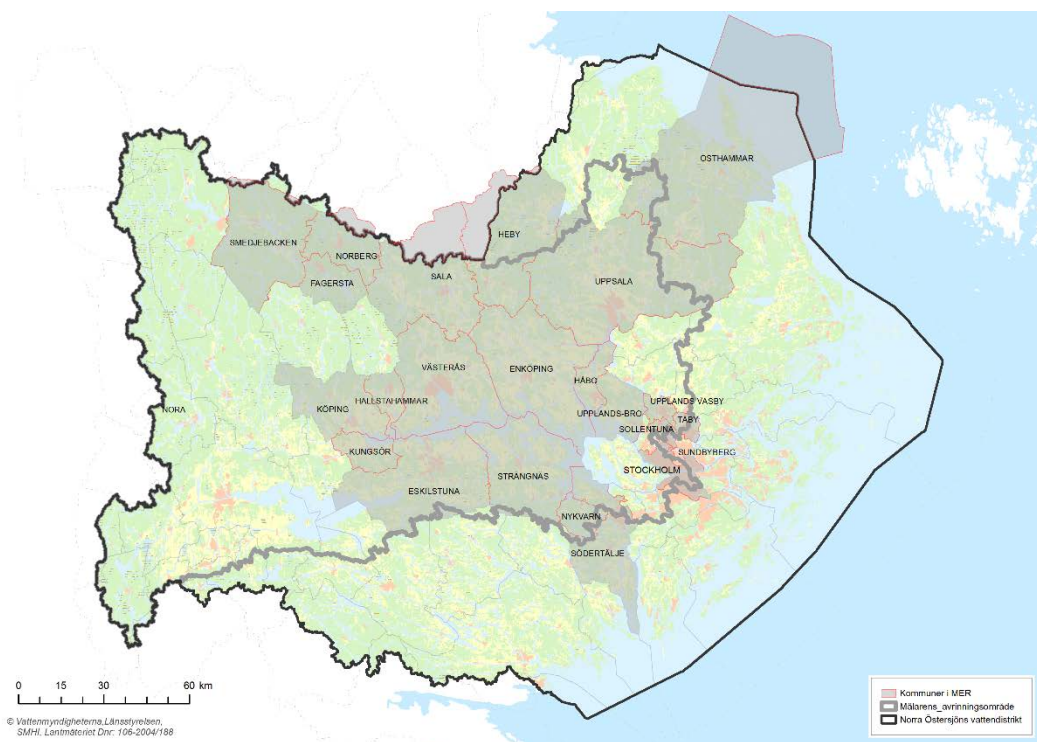 ÖSTHAMMAR
HEBY
SMEDJEBACKEN
NORBERG
SALA
FAGERSTA
UPPSALA
VÄSTERÅS
ENKÖPING
HÅBO
NORA
KÖPING
HALLSTAHAMMAR
UPPLANDS-BRO
UPPLANDS VÄSBY
TÄBY
SOLLENTUNA
KUNGSÖR
SUNDBYBERG
STOCKHOLM
STRÄNGNÄS
ESKILSTUNA
NYKVARN
SÖDERTÄLJE
0 15 30 60 km
© Vattenmyndigheterna,Länsstyrelsen,
SMHI, Lantmäteriet Dnr: 106-2004/188
Kommuner i MER
Mälarens_avrinningsområde
Norra Östersjöns vattendistrikt